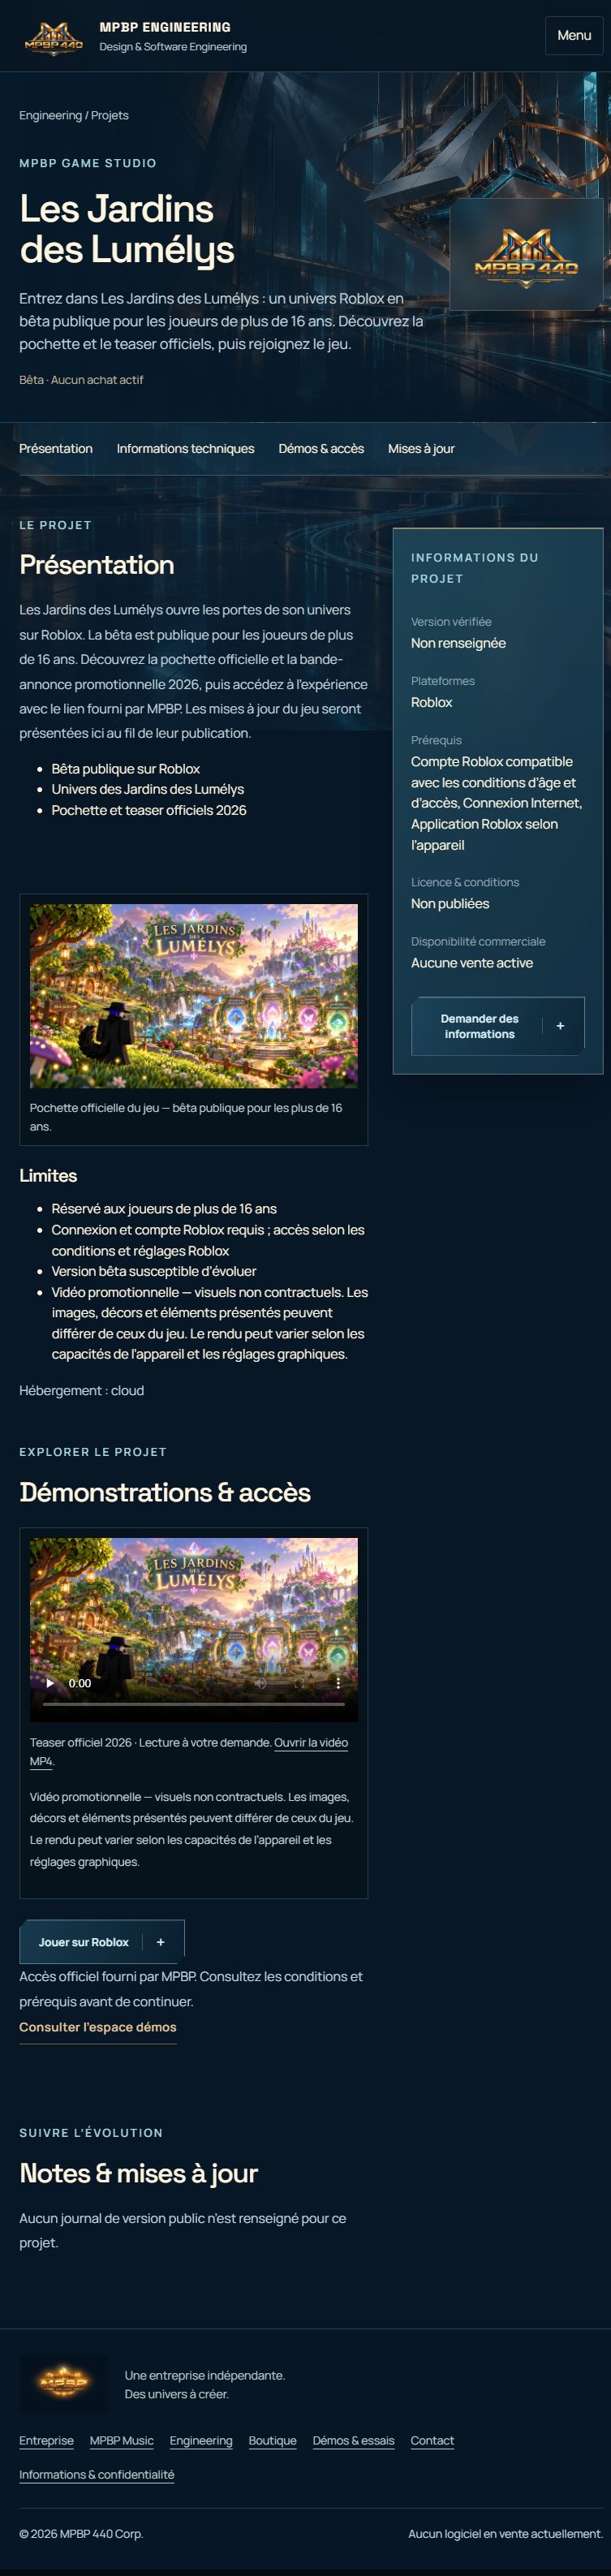 MPBP 440
MPBP ENGINEERING
Design & Software Engineering
Menu
Engineering / Projets
MPBP GAME STUDIO
Les Jardins
des Lumélys
MPBP 440
Entrez dans Les Jardins des Lumélys : un univers Roblox en
bêta publique pour les joueurs de plus de 16 ans. Découvrez la
pochette et le teaser officiels, puis rejoignez le jeu.
Bêta · Aucun achat actif
Présentation
Informations techniques
Démos & accès
Mises à jour
LE PROJET
Présentation
Les Jardins des Lumélys ouvre les portes de son univers
sur Roblox. La bêta est publique pour les joueurs de plus
de 16 ans. Découvrez la pochette officielle et la bande-
annonce promotionnelle 2026, puis accédez à l'expérience
avec le lien fourni par MPBP. Les mises à jour du jeu seront
présentées ici au fil de leur publication.
• Bêta publique sur Roblox
• Univers des Jardins des Lumélys
• Pochette et teaser officiels 2026
LES JARDINS
DES
LUMÉLYS
Pochette officielle du jeu — bêta publique pour les plus de 16
ans.
Limites
• Réservé aux joueurs de plus de 16 ans
• Connexion et compte Roblox requis ; accès selon les
conditions et réglages Roblox
• Version bêta susceptible d'évoluer
• Vidéo promotionnelle — visuels non contractuels. Les
images, décors et éléments présentés peuvent
différer de ceux du jeu. Le rendu peut varier selon les
capacités de l'appareil et les réglages graphiques.
Hébergement : cloud
INFORMATIONS DU
PROJET
Version vérifiée
Non renseignée
Plateformes
Roblox
Prérequis
Compte Roblox compatible
avec les conditions d'âge et
d'accès, Connexion Internet,
Application Roblox selon
l'appareil
Licence & conditions
Non publiées
Disponibilité commerciale
Aucune vente active
Demander des
informations
+
EXPLORER LE PROJET
Démonstrations & accès
LES JARDINS
DES
LUMÉLYS
0:00
Teaser officiel 2026 · Lecture à votre demande. Ouvrir la vidéo
MP4.
Vidéo promotionnelle — visuels non contractuels. Les images,
décors et éléments présentés peuvent différer de ceux du jeu.
Le rendu peut varier selon les capacités de l'appareil et les
réglages graphiques.
Jouer sur Roblox +
Accès officiel fourni par MPBP. Consultez les conditions et
prérequis avant de continuer.
Consulter l'espace démos
SUIVRE L'ÉVOLUTION
Notes & mises à jour
Aucun journal de version public n'est renseigné pour ce
projet.
MPBP
Une entreprise indépendante.
Des univers à créer.
Entreprise
MPBP Music
Engineering
Boutique
Démos & essais
Contact
Informations & confidentialité
© 2026 MPBP 440 Corp.
Aucun logiciel en vente actuellement.